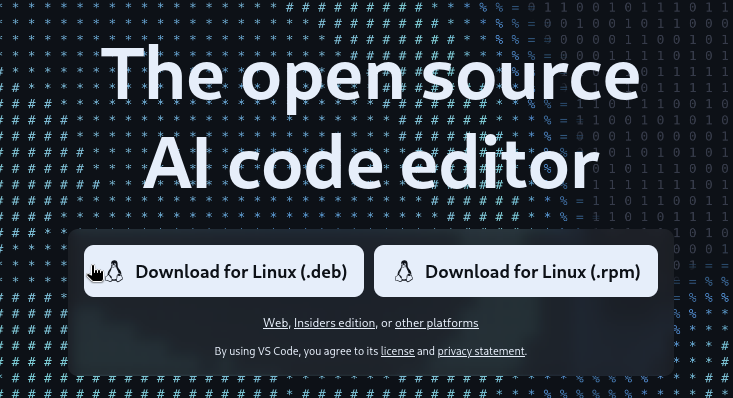 The open source
AI code editor
Download for Linux (.deb)
Download for Linux (.rpm)
Web, Insiders edition, or other platforms
By using VS Code, you agree to its license and privacy statement.